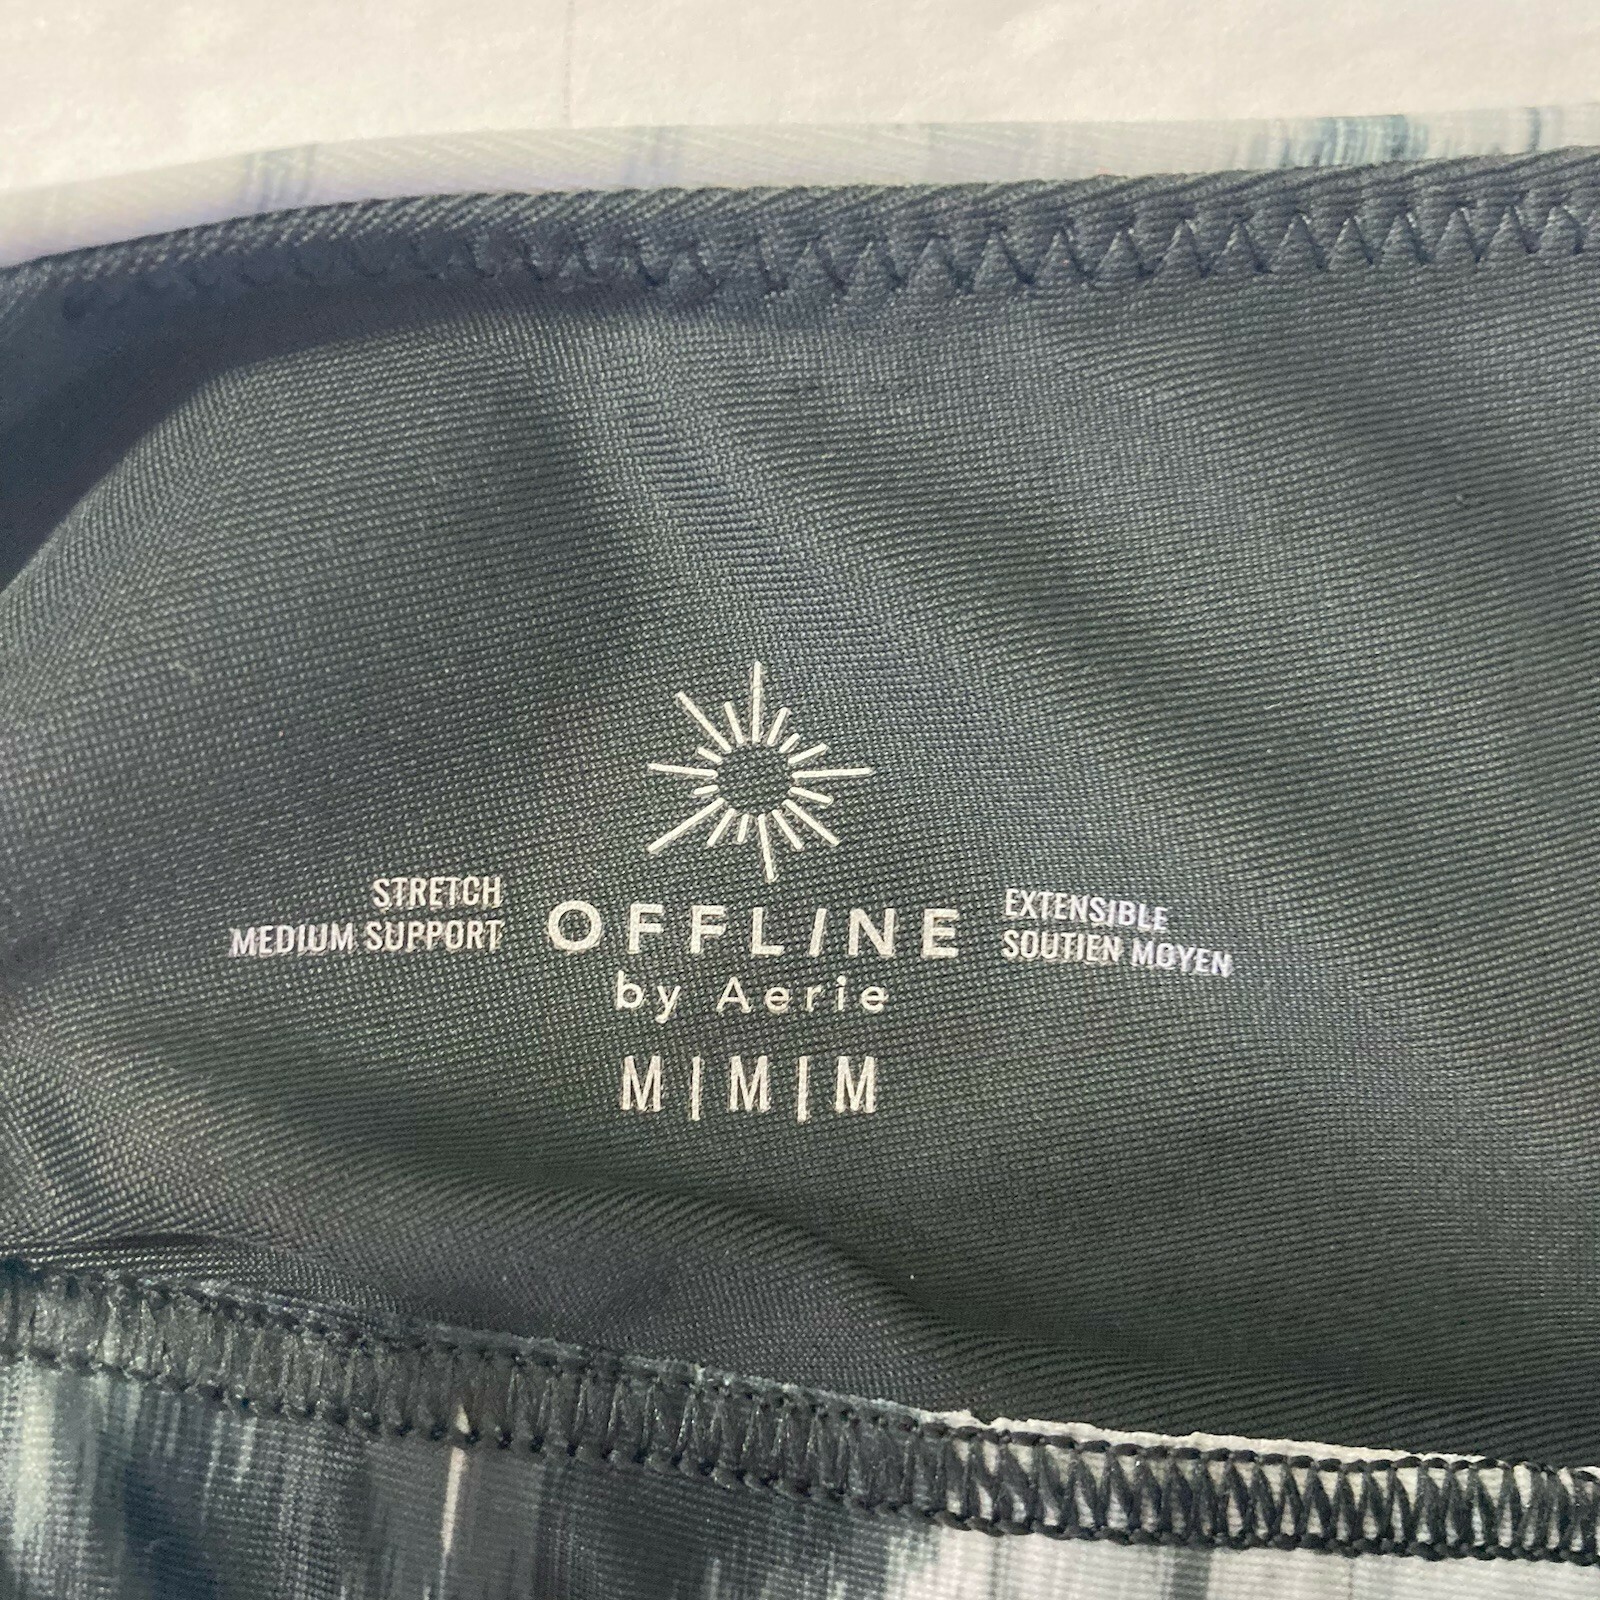 STRETCH
MEDIUM SUPPORT
OFFLINE
by Aerie
EXTENSIBLE
SOUTIEN MOYEN
M|M|M